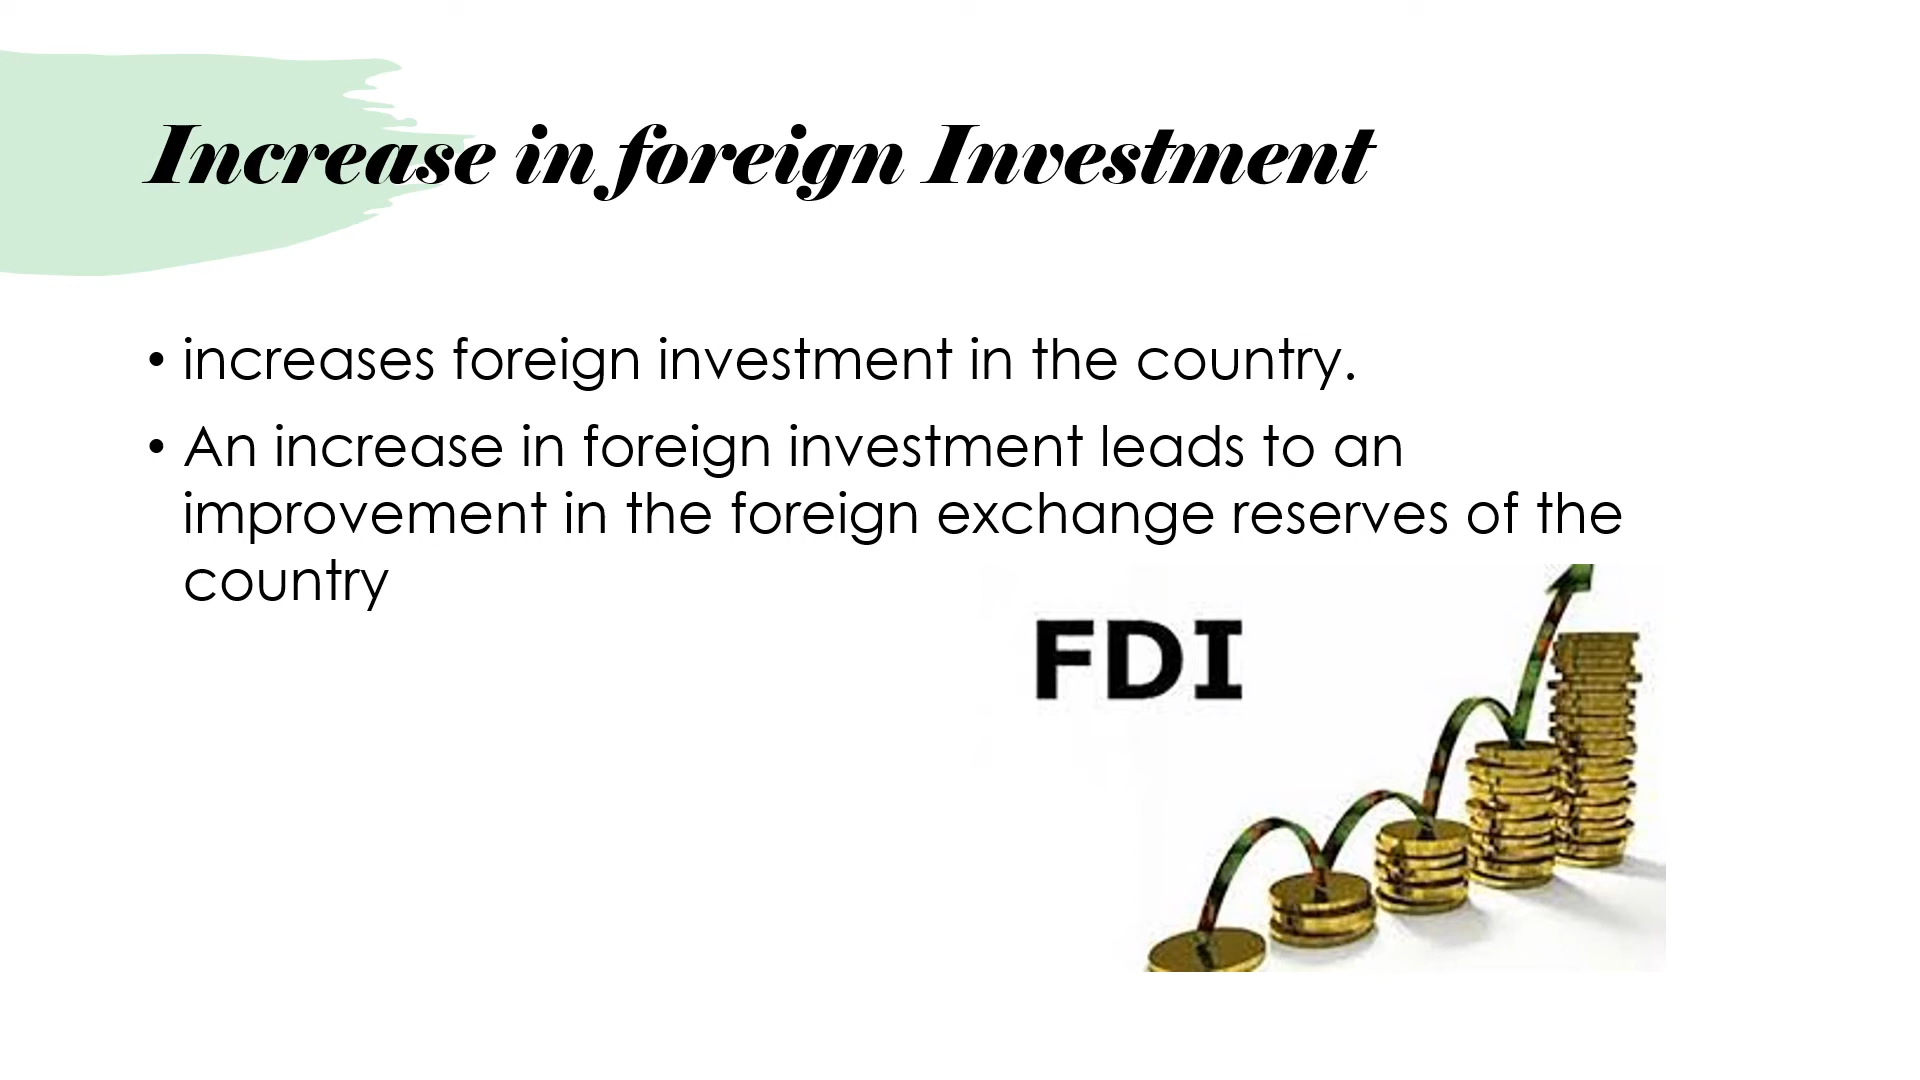 Increase in foreign Investment
• increases foreign investment in the country.
• An increase in foreign investment leads to an
improvement in the foreign exchange reserves of the
country
FDI